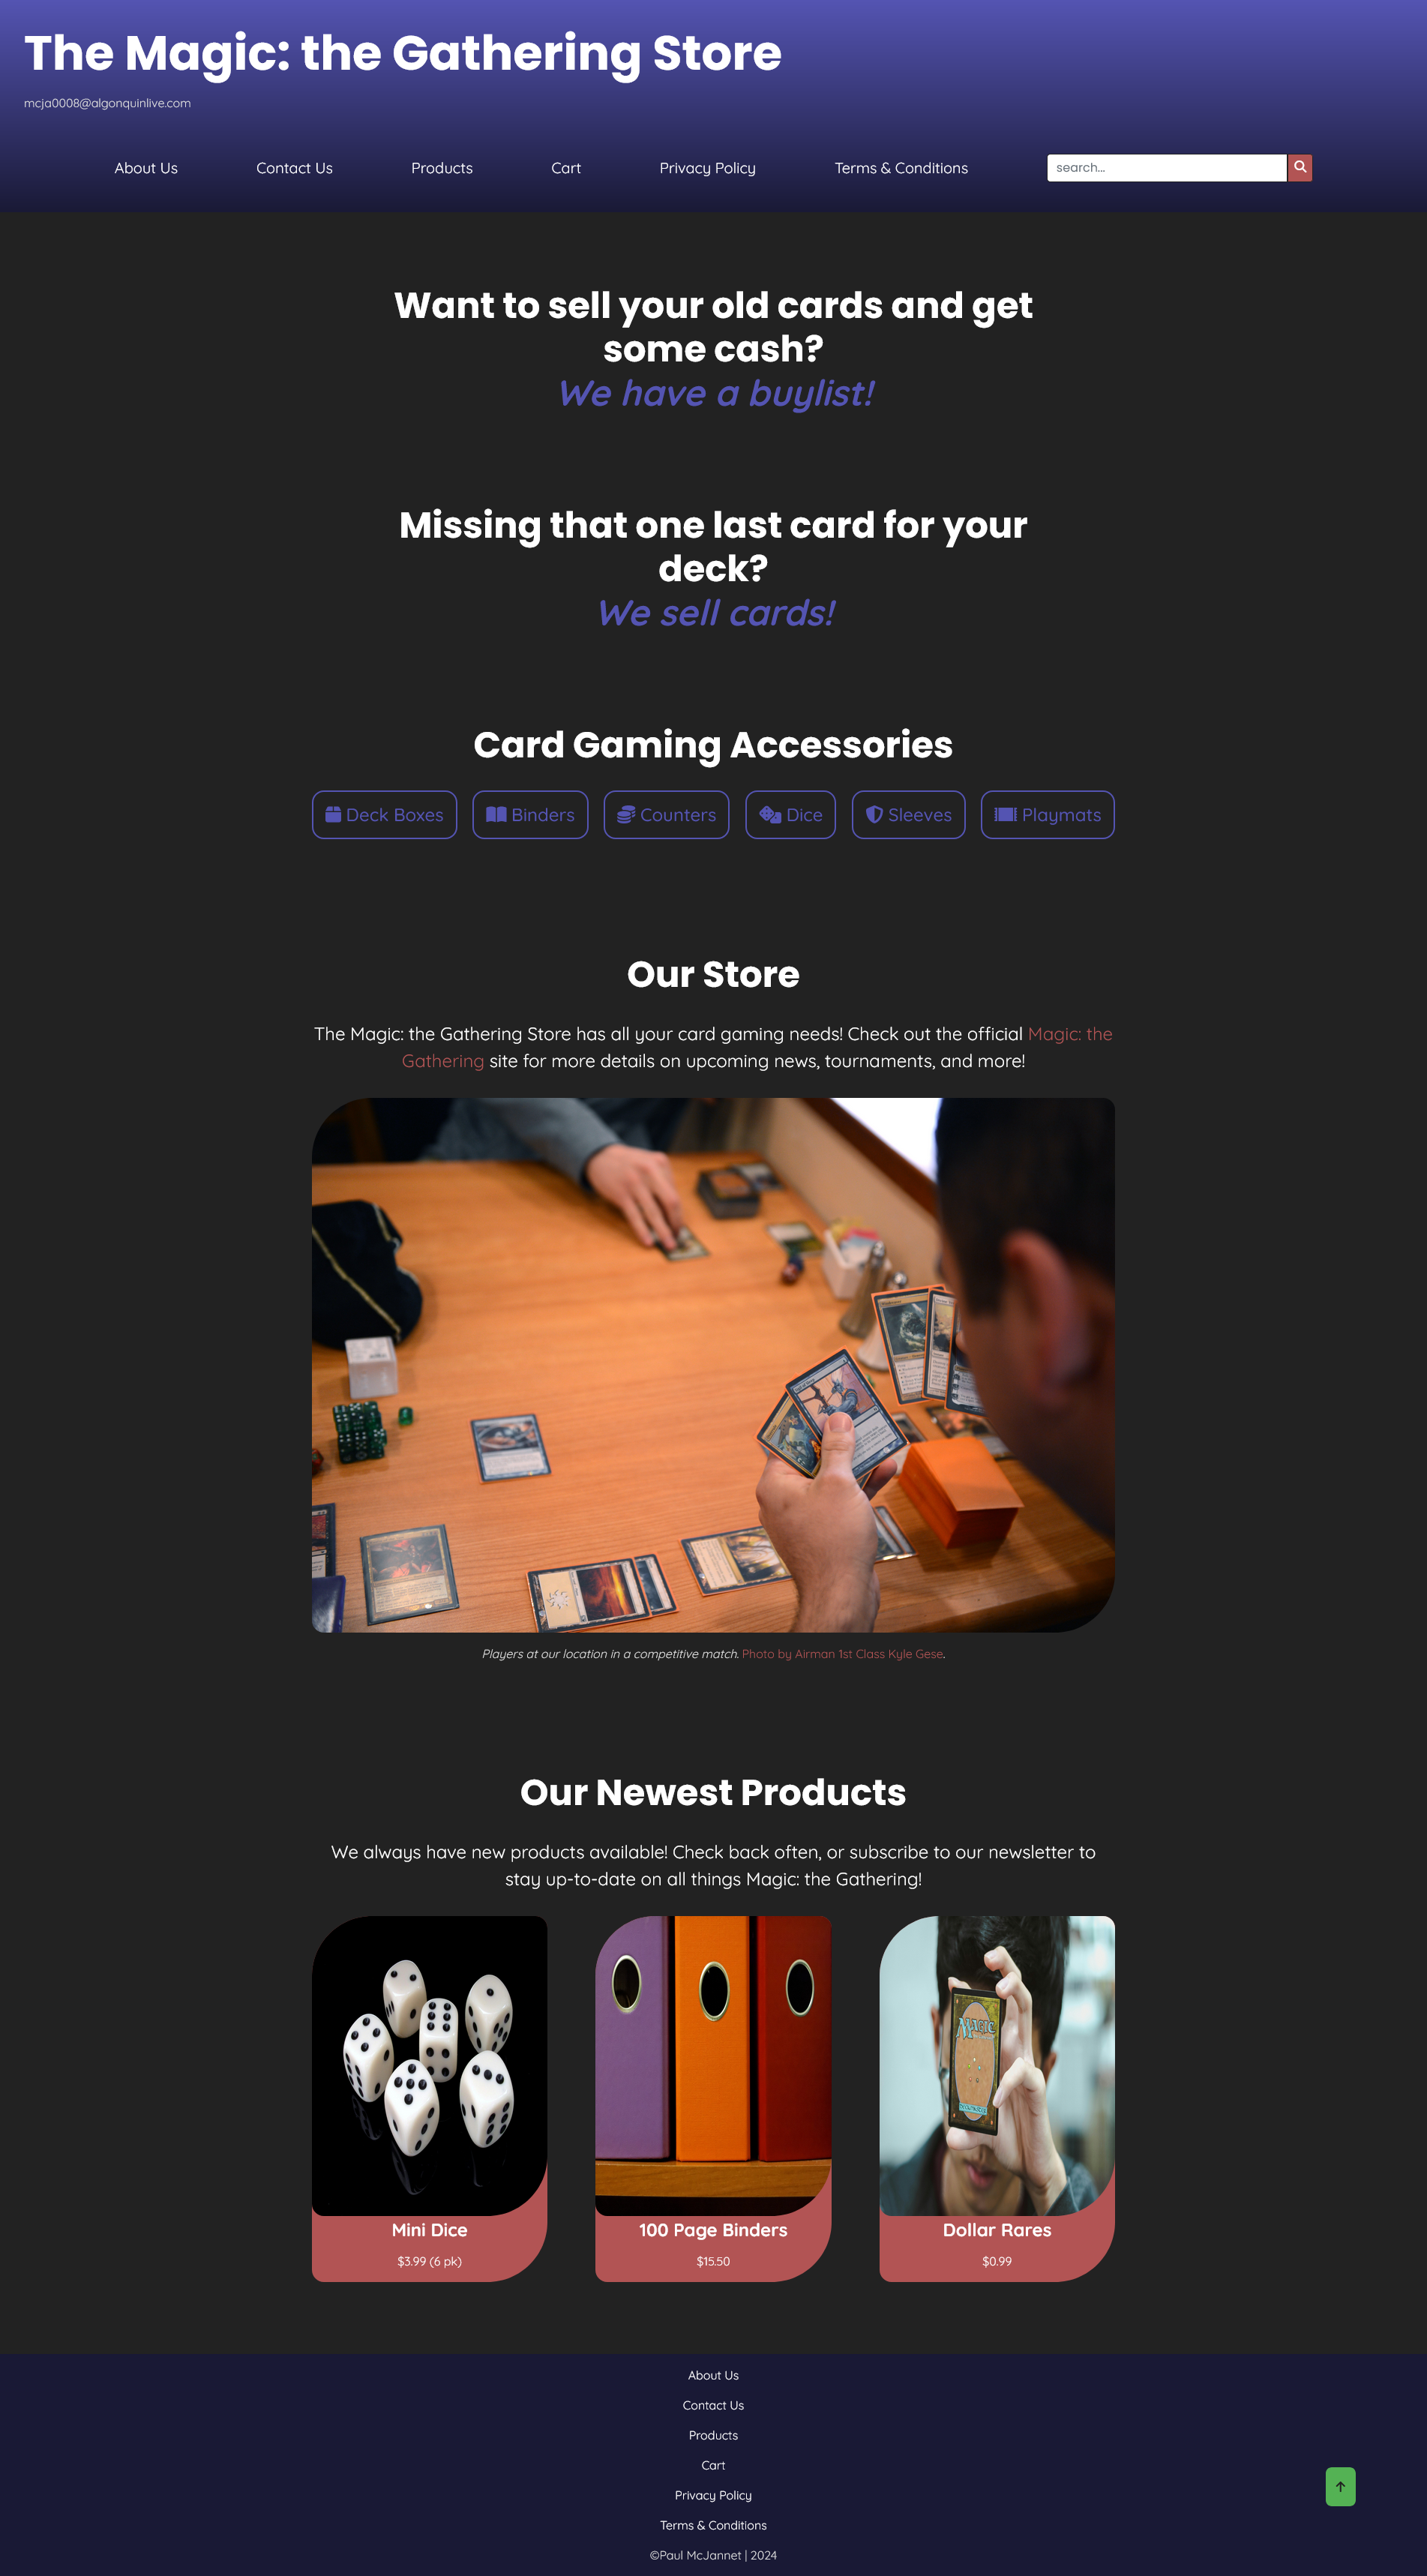 The Magic: the Gathering Store
mcja0008@algonquinlive.com
About Us
Contact Us
Products
Cart
Privacy Policy
Terms & Conditions
search...
Want to sell your old cards and get
some cash?
We have a buylist!
Missing that one last card for your
deck?
We sell cards!
Card Gaming Accessories
Deck Boxes
Binders
Counters
Dice
Sleeves
Playmats
Our Store
The Magic: the Gathering Store has all your card gaming needs! Check out the official Magic: the
Gathering site for more details on upcoming news, tournaments, and more!
Players at our location in a competitive match. Photo by Airman 1st Class Kyle Gese.
Our Newest Products
We always have new products available! Check back often, or subscribe to our newsletter to
stay up-to-date on all things Magic: the Gathering!
MAGIC
Mini Dice
$3.99 (6 pk)
100 Page Binders
$15.50
Dollar Rares
$0.99
About Us
Contact Us
Products
Cart
Privacy Policy
Terms & Conditions
©Paul McJannet | 2024